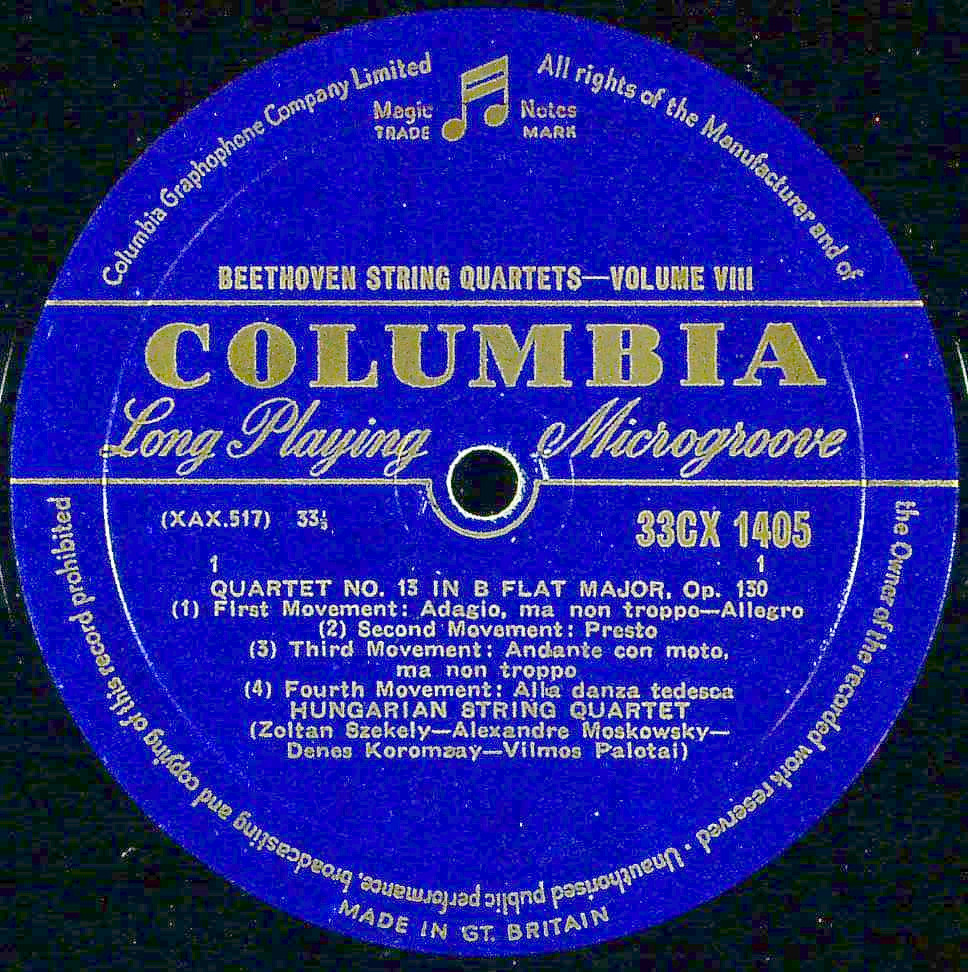 Columbia Graphophone Company Limited
Magic Notes
TRADE MARK
All rights of the Manufacturer and of
the Owner of the recorded work reserved · Unauthorised public performance, broadcasting and copying of this record prohibited
BEETHOVEN STRING QUARTETS—VOLUME VIII
COLUMBIA
Long Playing Microgroove
(XAX.517) 33⅓
33CX 1405
1 1
QUARTET NO. 13 IN B FLAT MAJOR, Op. 130
(1) First Movement: Adagio, ma non troppo—Allegro
(2) Second Movement: Presto
(3) Third Movement: Andante con moto,
ma non troppo
(4) Fourth Movement: Alla danza tedesca
HUNGARIAN STRING QUARTET
(Zoltan Szekely—Alexandre Moskowsky—
Denes Koromzay—Vilmos Palotai)
MADE IN GT. BRITAIN